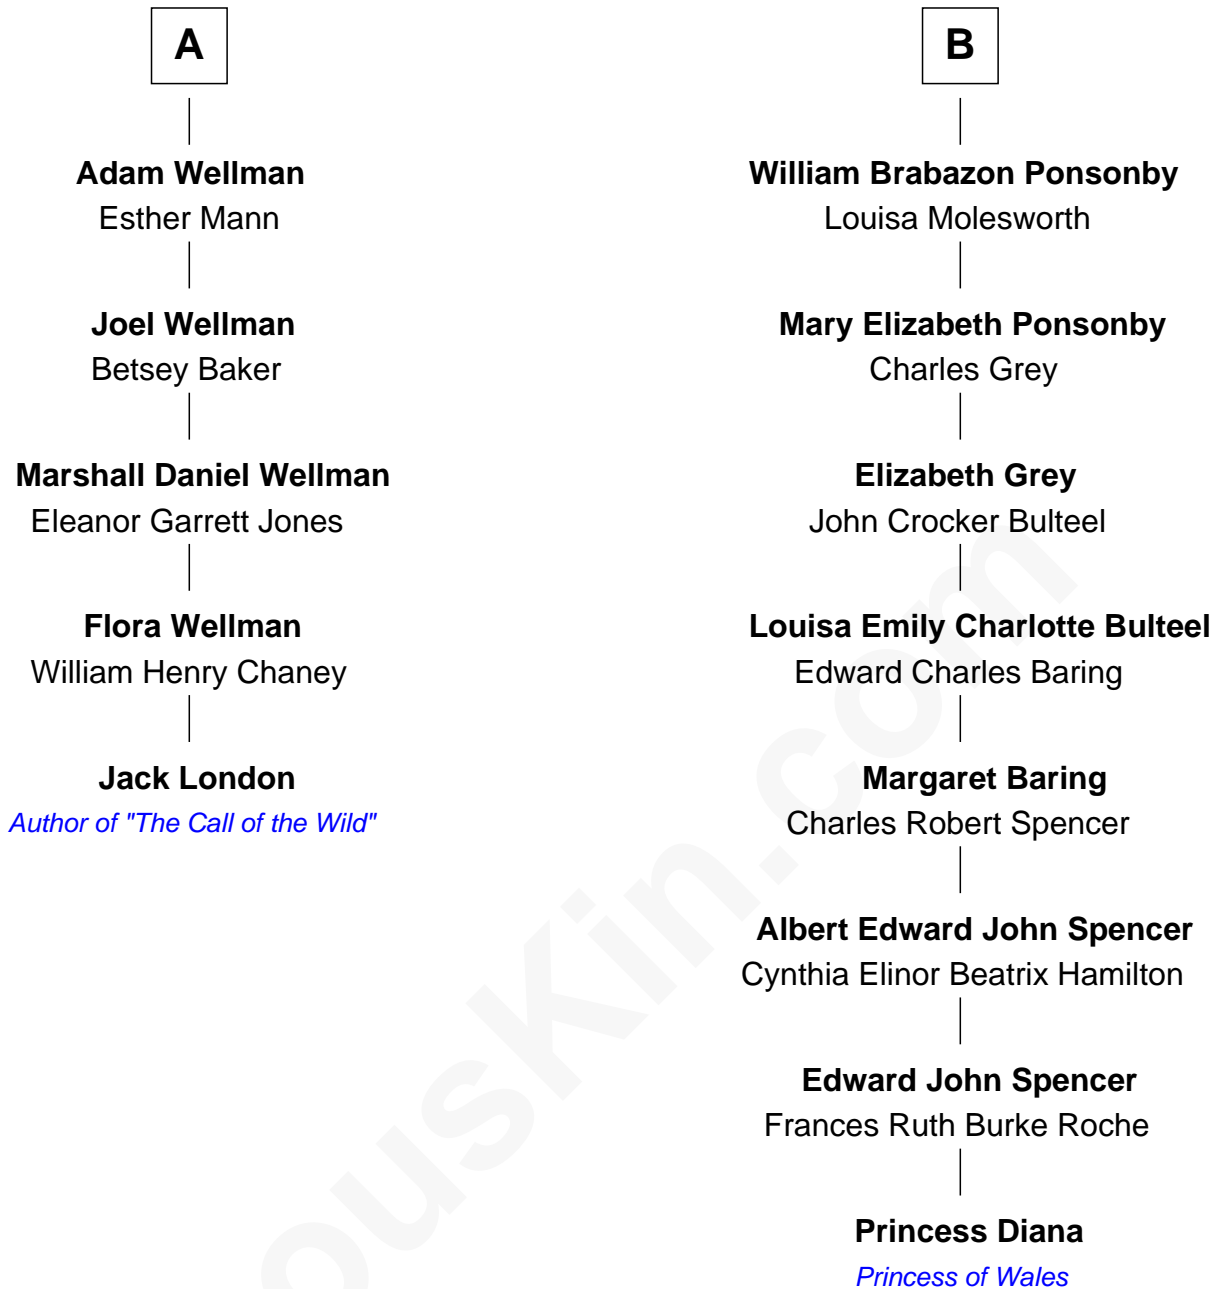 A
Adam Wellman
Esther Mann
Joel Wellman
Betsey Baker
Marshall Daniel Wellman
Eleanor Garrett Jones
Flora Wellman
William Henry Chaney
Jack London
Author of "The Call of the Wild"
B
William Brabazon Ponsonby
Louisa Molesworth
Mary Elizabeth Ponsonby
Charles Grey
Elizabeth Grey
John Crocker Bulteel
Louisa Emily Charlotte Bulteel
Edward Charles Baring
Margaret Baring
Charles Robert Spencer
Albert Edward John Spencer
Cynthia Elinor Beatrix Hamilton
Edward John Spencer
Frances Ruth Burke Roche
Princess Diana
Princess of Wales
ousKin.com